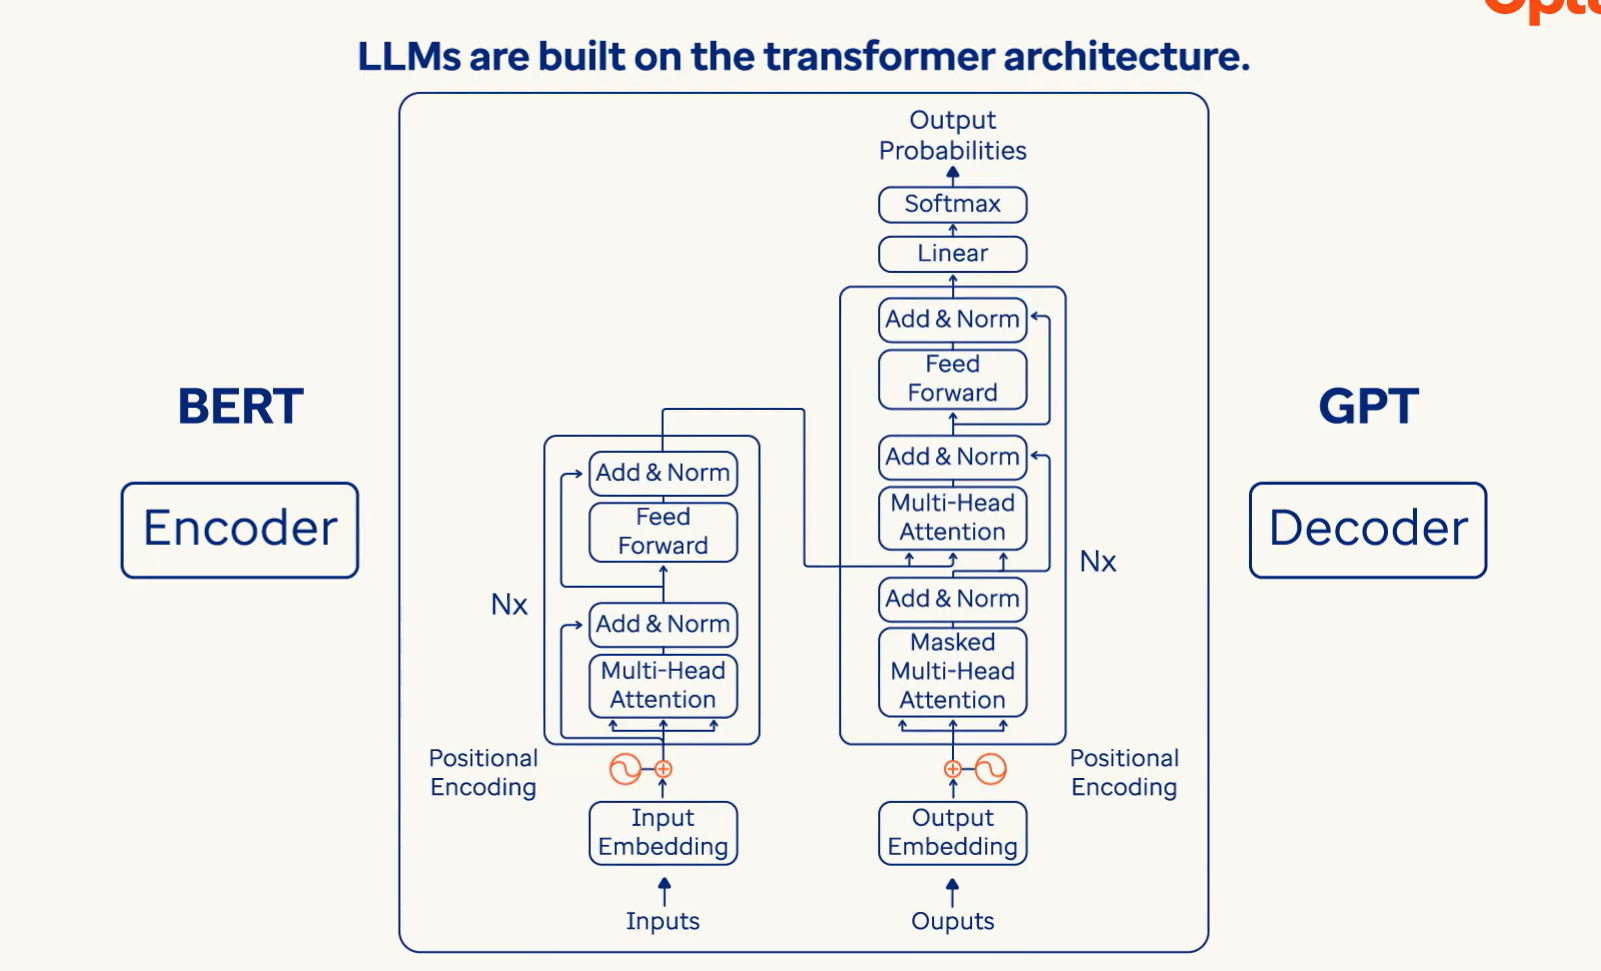 LLMs are built on the transformer architecture.
Output
Probabilities
Softmax
Linear
Add & Norm
Feed
Forward
Add & Norm
Multi-Head
Attention
Nx
Add & Norm
Masked
Multi-Head
Attention
Positional
Encoding
Output
Embedding
Ouputs
BERT
Encoder
Add & Norm
Feed
Forward
Nx
Add & Norm
Multi-Head
Attention
Positional
Encoding
Input
Embedding
Inputs
GPT
Decoder